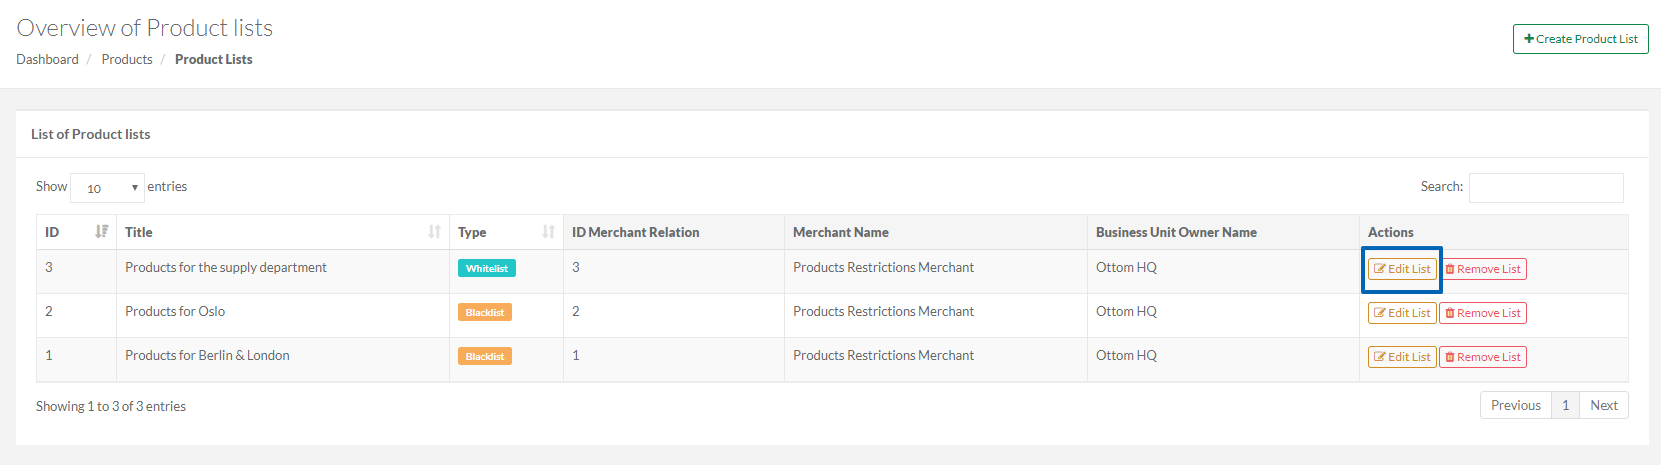 Overview of Product lists
Create Product List
Dashboard / Products / Product Lists
List of Product lists
Show 10 entries Search:
ID Title Type ID Merchant Relation Merchant Name Business Unit Owner Name Actions
3 Products for the supply department Whitelist 3 Products Restrictions Merchant Ottom HQ Edit List Remove List
2 Products for Oslo Blacklist 2 Products Restrictions Merchant Ottom HQ Edit List Remove List
1 Products for Berlin & London Blacklist 1 Products Restrictions Merchant Ottom HQ Edit List Remove List
Showing 1 to 3 of 3 entries Previous 1 Next